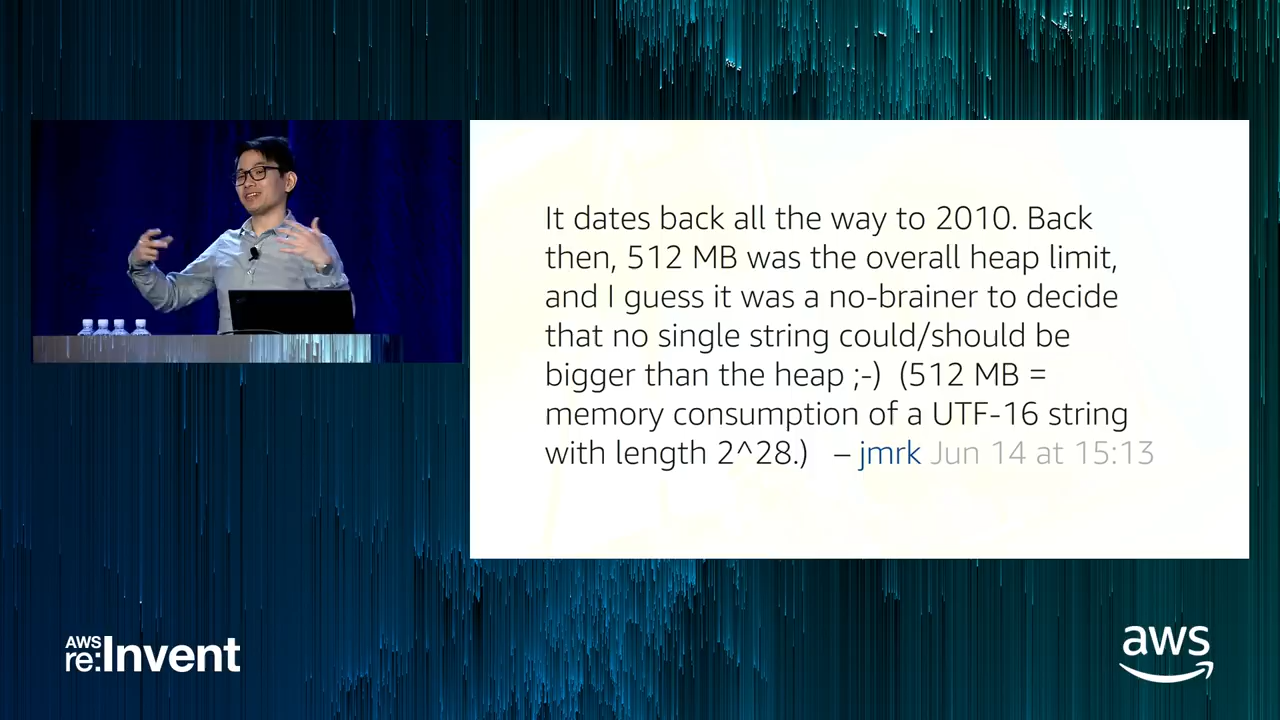 It dates back all the way to 2010. Back
then, 512 MB was the overall heap limit,
and I guess it was a no-brainer to decide
that no single string could/should be
bigger than the heap ;-)  (512 MB =
memory consumption of a UTF-16 string
with length 2^28.)   – jmrk Jun 14 at 15:13
AWS
re:Invent
aws